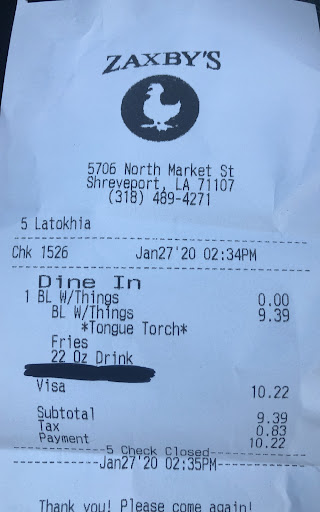 ZAXBY'S
5706 North Market St
Shreveport, LA 71107
(318) 489-4271
5 Latokhia
Chk 1526 Jan27'20 02:34PM
Dine In
1 BL W/Things 0.00
BL W/Things 9.39
*Tongue Torch*
Fries
22 Oz Drink
Visa 10.22
Subtotal 9.39
Tax 0.83
Payment 10.22
5 Check Closed
Jan27'20 02:35PM
Thank you! Please come again!